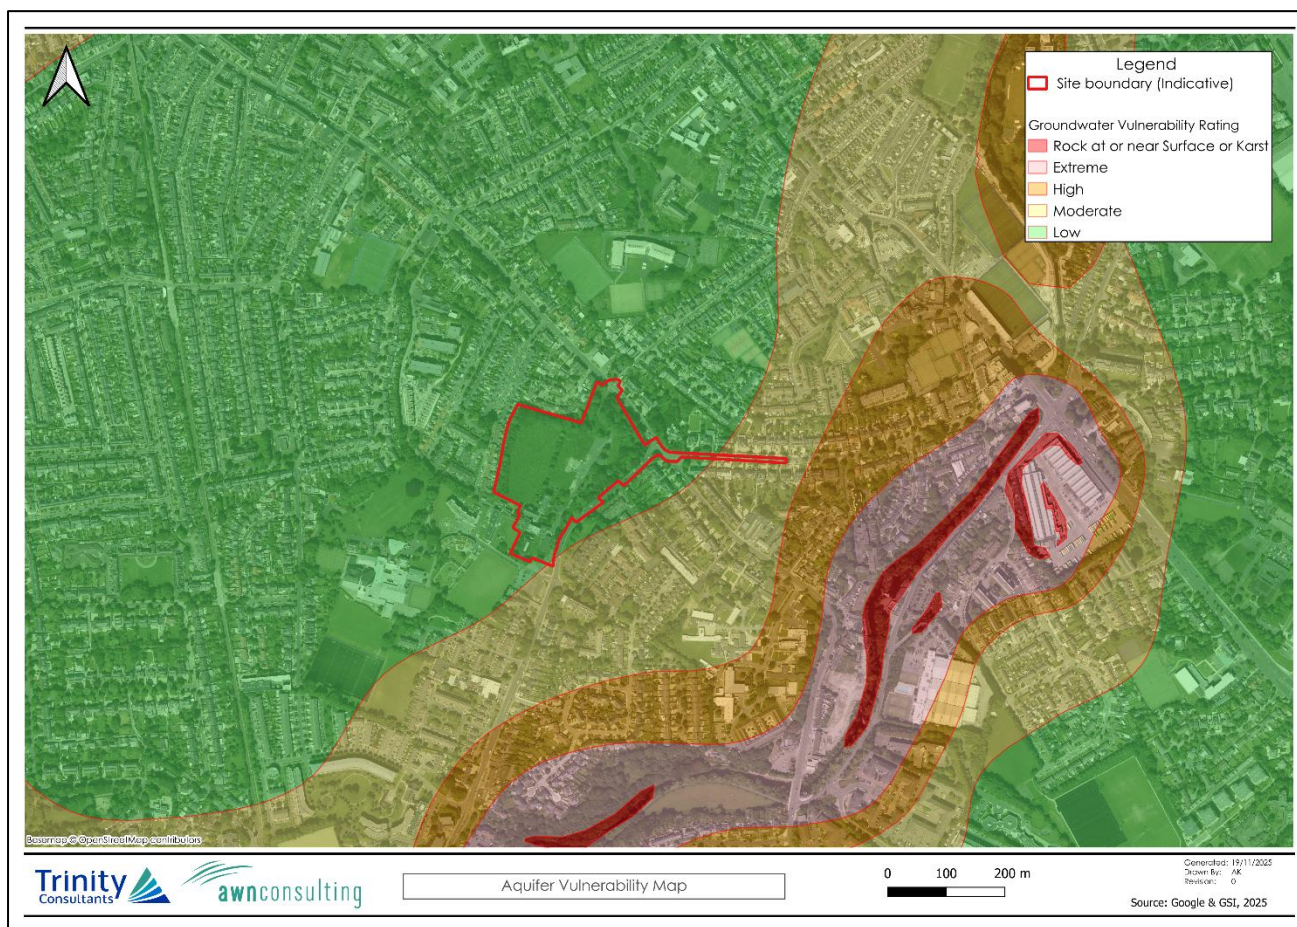 Legend
Site boundary (Indicative)
Groundwater Vulnerability Rating
Rock at or near Surface or Karst
Extreme
High
Moderate
Low
Basemap © OpenStreetMap contributors
Trinity
Consultants
awnconsulting
Aquifer Vulnerability Map
0 100 200 m
Generated: 19/11/2025
Drawn By: AK
Revision: 0
Source: Google & GSI, 2025